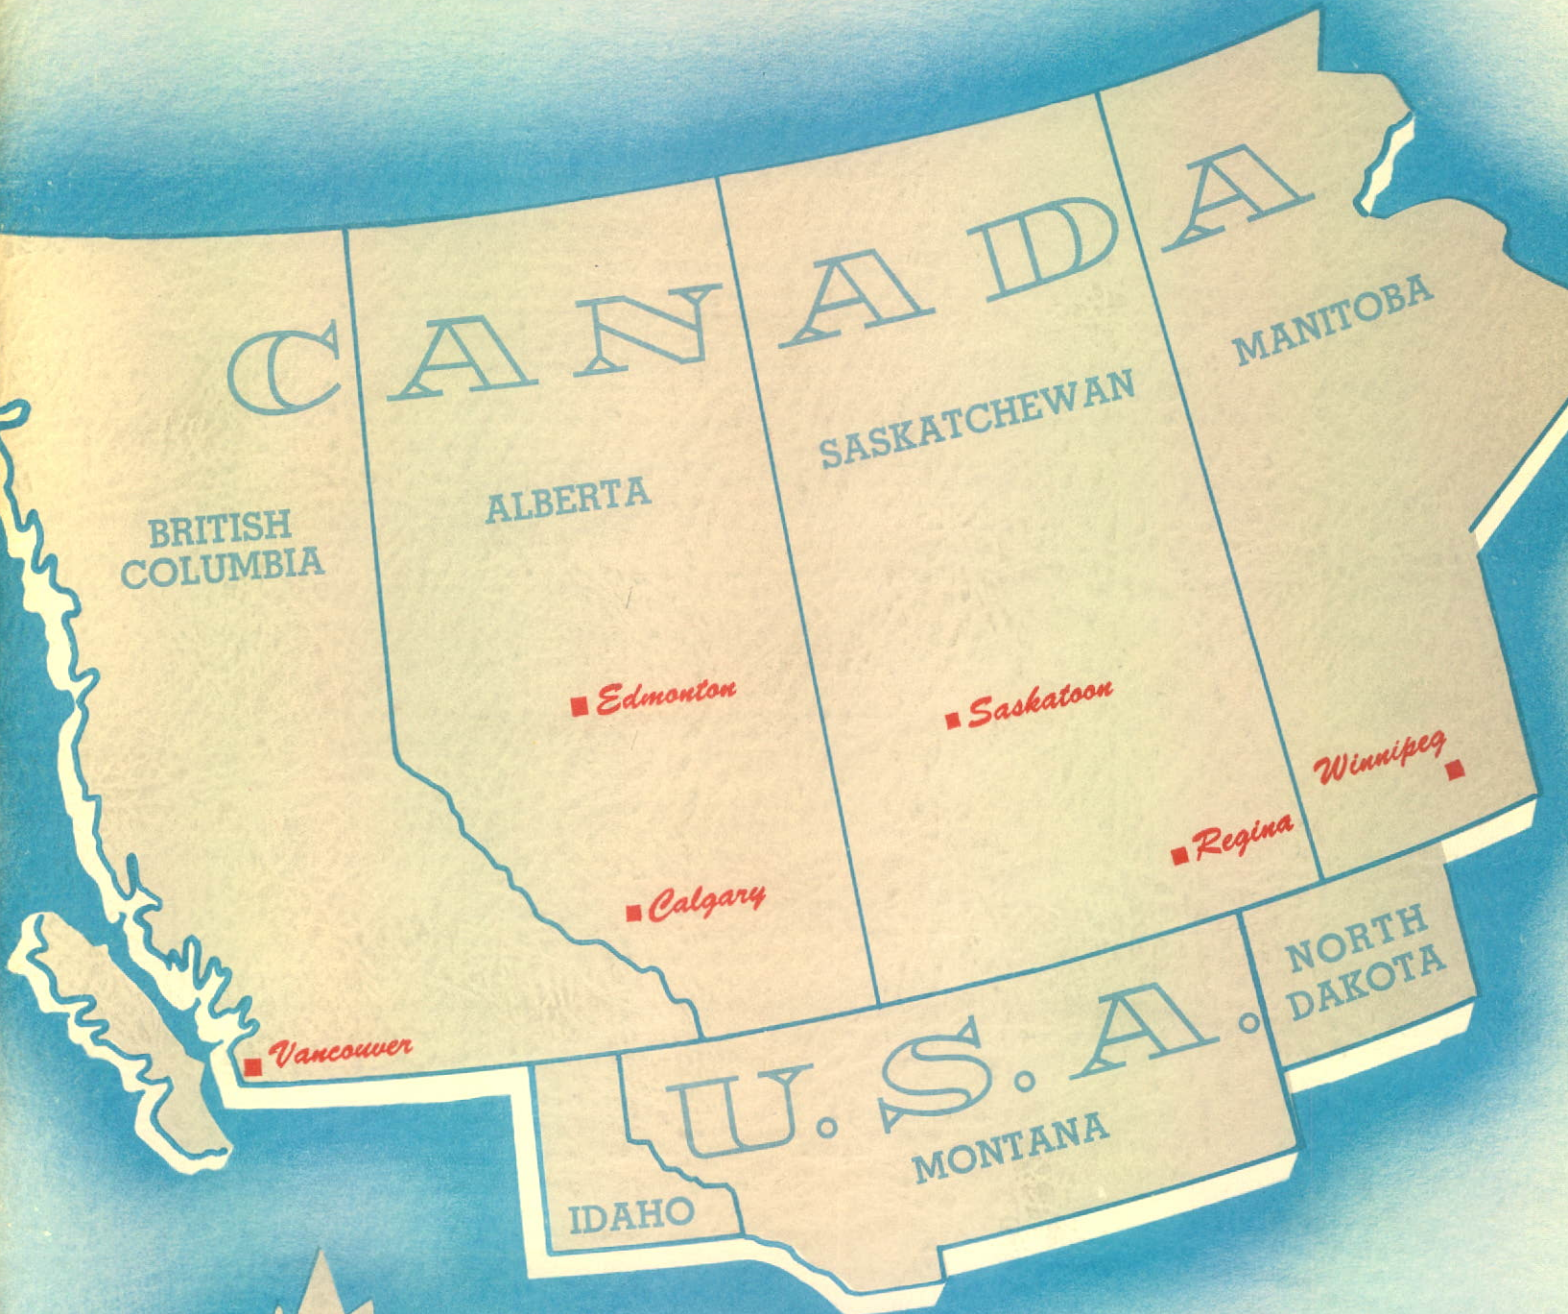 CANADA
MANITOBA
SASKATCHEWAN
ALBERTA
BRITISH
COLUMBIA
Edmonton
Saskatoon
Winnipeg
Regina
Calgary
Vancouver
NORTH
DAKOTA
U.S.A.
MONTANA
IDAHO